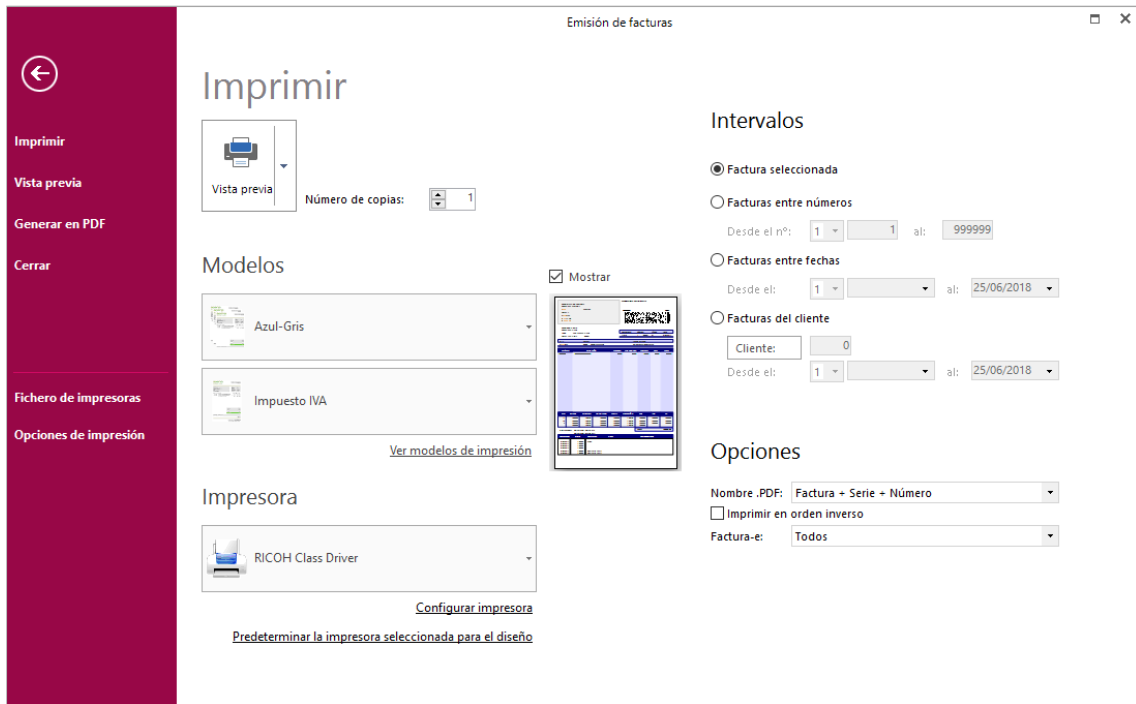 Emisión de facturas
Imprimir
Vista previa
Generar en PDF
Cerrar
Fichero de impresoras
Opciones de impresión
Imprimir
Vista previa
Número de copias: 1
Modelos
Mostrar
Azul-Gris
Impuesto IVA
Ver modelos de impresión
Impresora
RICOH Class Driver
Configurar impresora
Predeterminar la impresora seleccionada para el diseño
Intervalos
Factura seleccionada
Facturas entre números
Desde el nº: 1 1 al: 999999
Facturas entre fechas
Desde el: 1 al: 25/06/2018
Facturas del cliente
Cliente: 0
Desde el: 1 al: 25/06/2018
Opciones
Nombre .PDF: Factura + Serie + Número
Imprimir en orden inverso
Factura-e: Todos